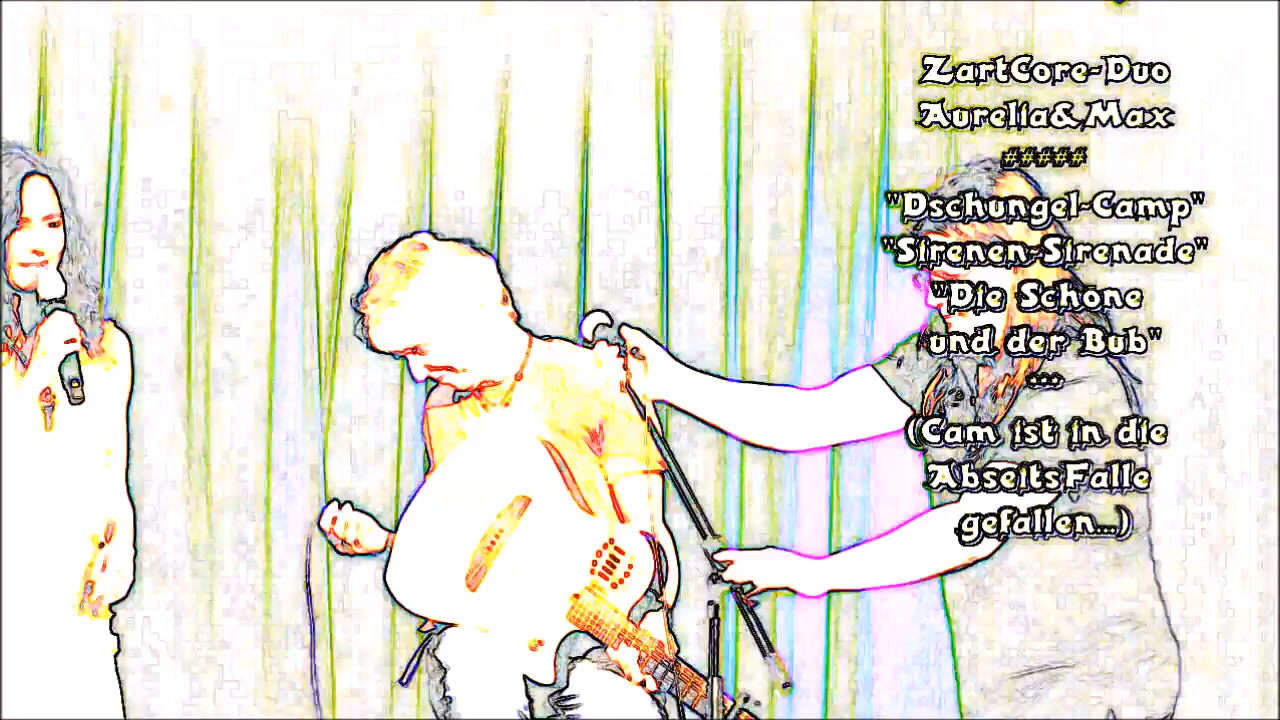 ZartCore-Duo
Aurelia&Max
#####
"Dschungel-Camp"
"Sirenen-Sirenade"
"Die Schöne
und der Bub"
***
(Cam ist in die
AbseitsFalle
gefallen...)